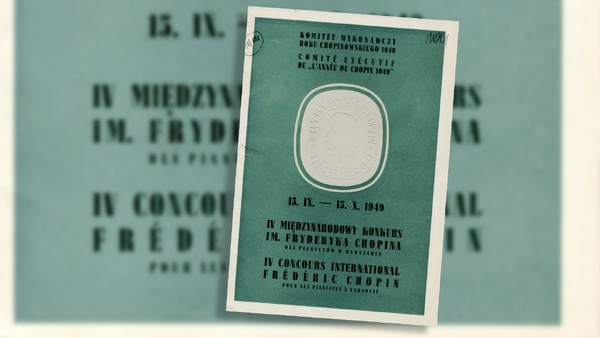 KOMITET WYKONAWCZY
ROKU CHOPINOWSKIEGO 1949
COMITÉ EXÉCUTIF
DE „L'ANNÉE DE CHOPIN 1949"
15. IX. — 15. X. 1949
IV MIĘDZYNARODOWY KONKURS
IM. FRYDERYKA CHOPINA
DLA PIANISTÓW W WARSZAWIE
IV CONCOURS INTERNATIONAL
FRÉDÉRIC CHOPIN
POUR LES PIANISTES À VARSOVIE